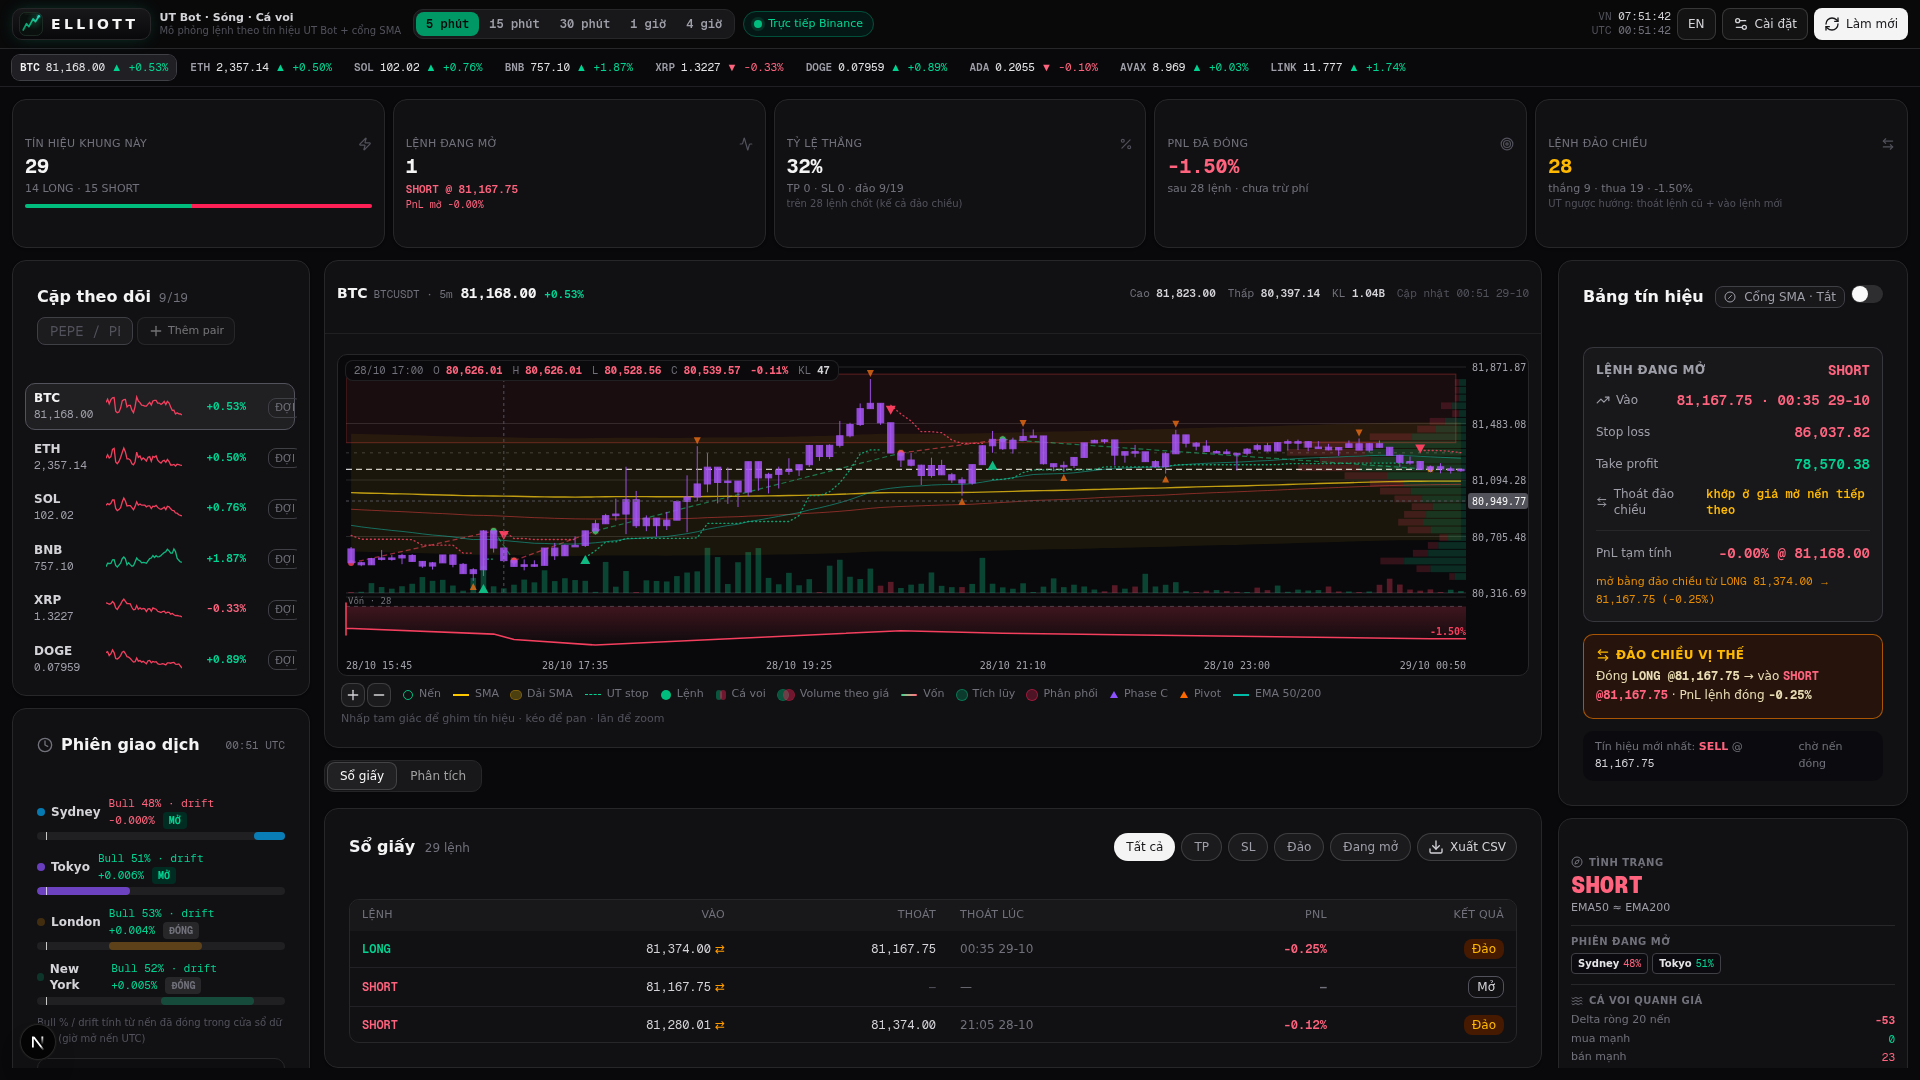 ELLIOTT
UT Bot · Sóng · Cá voi
Mô phỏng lệnh theo tín hiệu UT Bot + cổng SMA
5 phút 15 phút 30 phút 1 giờ 4 giờ
Trực tiếp Binance
VN 07:51:42
UTC 00:51:42
EN
Cài đặt
Làm mới
BTC 81,168.00 ▲ +0.53% ETH 2,357.14 ▲ +0.50% SOL 102.02 ▲ +0.76% BNB 757.10 ▲ +1.87% XRP 1.3227 ▼ -0.33% DOGE 0.07959 ▲ +0.89% ADA 0.2055 ▼ -0.10% AVAX 8.969 ▲ +0.03% LINK 11.777 ▲ +1.74%
TÍN HIỆU KHUNG NÀY
29
14 LONG · 15 SHORT
LỆNH ĐANG MỞ
1
SHORT @ 81,167.75
PnL mở -0.00%
TỶ LỆ THẮNG
32%
TP 0 · SL 0 · đảo 9/19
trên 28 lệnh chốt (kể cả đảo chiều)
PNL ĐÃ ĐÓNG
-1.50%
sau 28 lệnh · chưa trừ phí
LỆNH ĐẢO CHIỀU
28
thắng 9 · thua 19 · -1.50%
UT ngược hướng: thoát lệnh cũ + vào lệnh mới
Cặp theo dõi 9/19
PEPE / PI
Thêm pair
BTC
81,168.00
+0.53%
ĐỢI
ETH
2,357.14
+0.50%
ĐỢI
SOL
102.02
+0.76%
ĐỢI
BNB
757.10
+1.87%
ĐỢI
XRP
1.3227
-0.33%
ĐỢI
DOGE
0.07959
+0.89%
ĐỢI
Phiên giao dịch 00:51 UTC
Sydney Bull 48% · drift
-0.000% MỞ
Tokyo Bull 51% · drift
+0.006% MỞ
London Bull 53% · drift
+0.004% ĐÓNG
New York Bull 52% · drift
+0.005% ĐÓNG
Bull % / drift tính từ nến đã đóng trong cửa sổ dữ
(giờ mở nến UTC)
BTC BTCUSDT · 5m 81,168.00 +0.53%
Cao 81,823.00 Thấp 80,397.14 KL 1.04B Cập nhật 00:51 29-10
28/10 17:00 O 80,626.01 H 80,626.01 L 80,528.56 C 80,539.57 -0.11% KL 47
81,871.87
81,483.08
81,094.28
80,949.77
80,705.48
80,316.69
Vốn · 28
-1.50%
28/10 15:45 28/10 17:35 28/10 19:25 28/10 21:10 28/10 23:00 29/10 00:50
Nến SMA Dải SMA UT stop Lệnh Cá voi Volume theo giá Vốn Tích lũy Phân phối Phase C Pivot EMA 50/200
Nhấp tam giác để ghim tín hiệu · kéo để pan · lăn để zoom
Sổ giấy Phân tích
Sổ giấy 29 lệnh
Tất cả TP SL Đảo Đang mở Xuất CSV
LỆNH VÀO THOÁT THOÁT LÚC PNL KẾT QUẢ
LONG 81,374.00 ⇄ 81,167.75 00:35 29-10 -0.25% Đảo
SHORT 81,167.75 ⇄ — — — Mở
SHORT 81,280.01 ⇄ 81,374.00 21:05 28-10 -0.12% Đảo
Bảng tín hiệu
Cổng SMA · Tắt
LỆNH ĐANG MỞ SHORT
Vào 81,167.75 · 00:35 29-10
Stop loss 86,037.82
Take profit 78,570.38
Thoát đảo chiều khớp ở giá mở nến tiếp theo
PnL tạm tính -0.00% @ 81,168.00
mở bằng đảo chiều từ LONG 81,374.00 →
81,167.75 (-0.25%)
ĐẢO CHIỀU VỊ THẾ
Đóng LONG @81,374.00 → vào SHORT
@81,167.75 · PnL lệnh đóng -0.25%
Tín hiệu mới nhất: SELL @
81,167.75
chờ nến
đóng
TÌNH TRẠNG
SHORT
EMA50 ≈ EMA200
PHIÊN ĐANG MỞ
Sydney 48% Tokyo 51%
CÁ VOI QUANH GIÁ
Delta ròng 20 nến -53
mua mạnh 0
bán mạnh 23